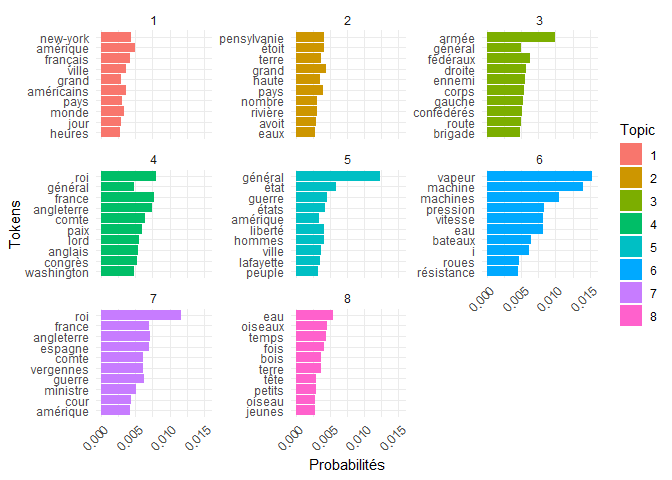 1
new-york
amérique
français
ville
grand
américains
pays
monde
jour
heures
2
pensylvanie
étoit
terre
grand
haute
pays
nombre
rivière
avoit
eaux
3
armée
général
fédéraux
droite
ennemi
corps
gauche
confédérés
route
brigade
4
roi
général
france
angleterre
comte
paix
lord
anglais
congrès
washington
5
général
état
guerre
états
amérique
liberté
hommes
ville
lafayette
peuple
6
vapeur
machine
machines
pression
vitesse
eau
bateaux
i
roues
résistance
0.000
0.005
0.010
0.015
7
roi
france
angleterre
espagne
comte
vergennes
guerre
ministre
cour
amérique
0.000
0.005
0.010
0.015
8
eau
oiseaux
temps
fois
bois
terre
tête
petits
oiseau
jeunes
0.000
0.005
0.010
0.015
Tokens
Probabilités
Topic
1
2
3
4
5
6
7
8